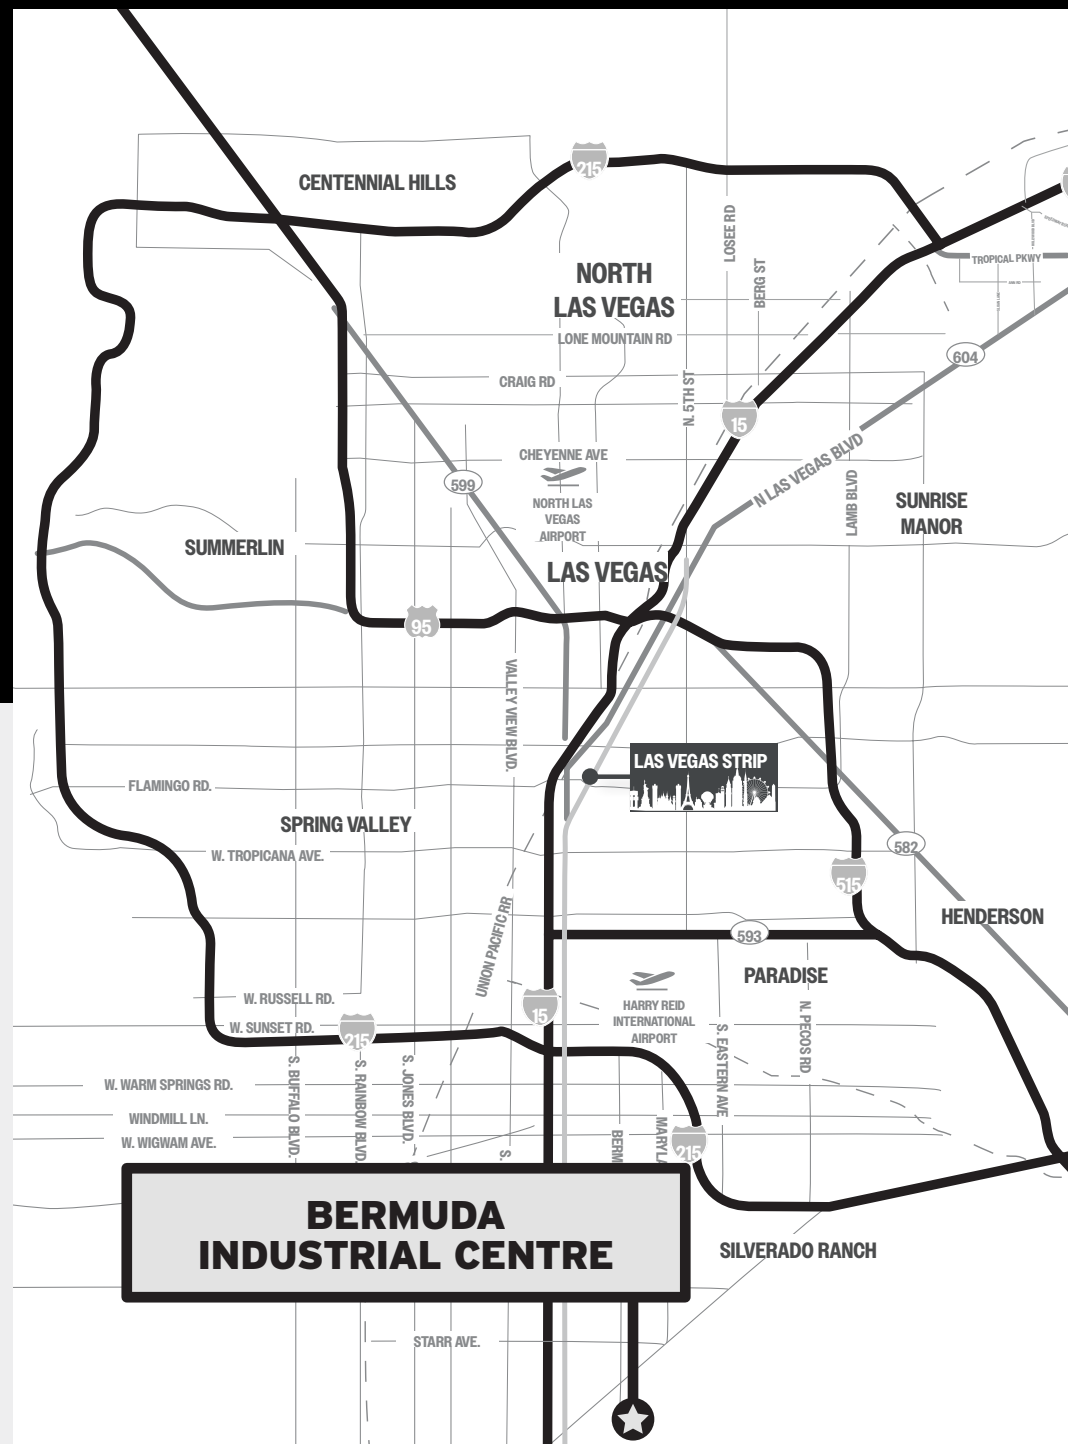 215
CENTENNIAL HILLS
LOSEE RD
NORTH
LAS VEGAS
BERG ST
TROPICAL PKWY
LONE MOUNTAIN RD
604
CRAIG RD
N. 5TH ST
15
CHEYENNE AVE
N LAS VEGAS BLVD
599
NORTH LAS
VEGAS
AIRPORT
LAMB BLVD
SUNRISE
MANOR
SUMMERLIN
LAS VEGAS
95
VALLEY VIEW BLVD.
LAS VEGAS STRIP
FLAMINGO RD.
SPRING VALLEY
W. TROPICANA AVE.
582
515
UNION PACIFIC RR
HENDERSON
593
PARADISE
W. RUSSELL RD.
15
HARRY REID
INTERNATIONAL
AIRPORT
S. EASTERN AVE
N. PECOS RD
W. SUNSET RD.
215
W. WARM SPRINGS RD.
S. BUFFALO BLVD.
S. RAINBOW BLVD.
S. JONES BLVD.
WINDMILL LN.
W. WIGWAM AVE.
S.
BERM
MARYLA
215
BERMUDA
INDUSTRIAL CENTRE
SILVERADO RANCH
STARR AVE.